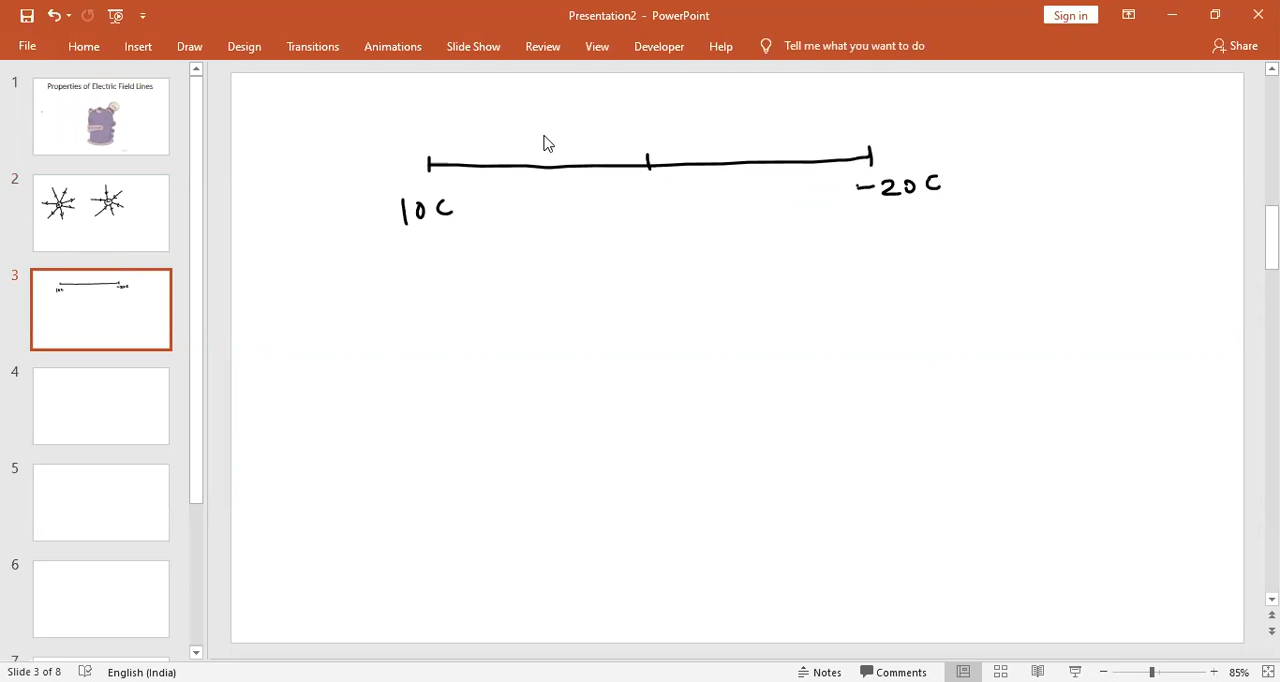 Presentation2 - PowerPoint
Sign in
File Home Insert Draw Design Transitions Animations Slide Show Review View Developer Help Tell me what you want to do Share
1
Properties of Electric Field Lines
2
3
4
5
6
10 C
-20 C
Slide 3 of 8 English (India) Notes Comments 85%